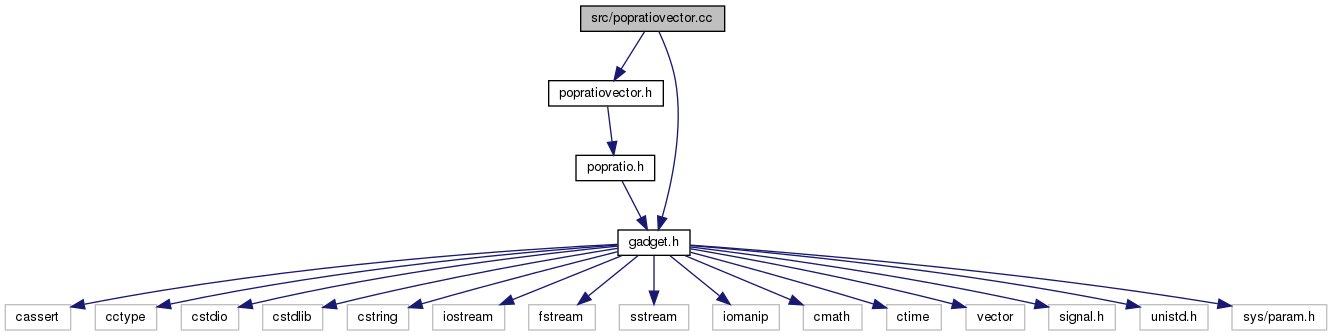 src/popratiovector.cc
popratiovector.h
popratio.h
gadget.h
cassert
cctype
cstdio
cstdlib
cstring
iostream
fstream
sstream
iomanip
cmath
ctime
vector
signal.h
unistd.h
sys/param.h